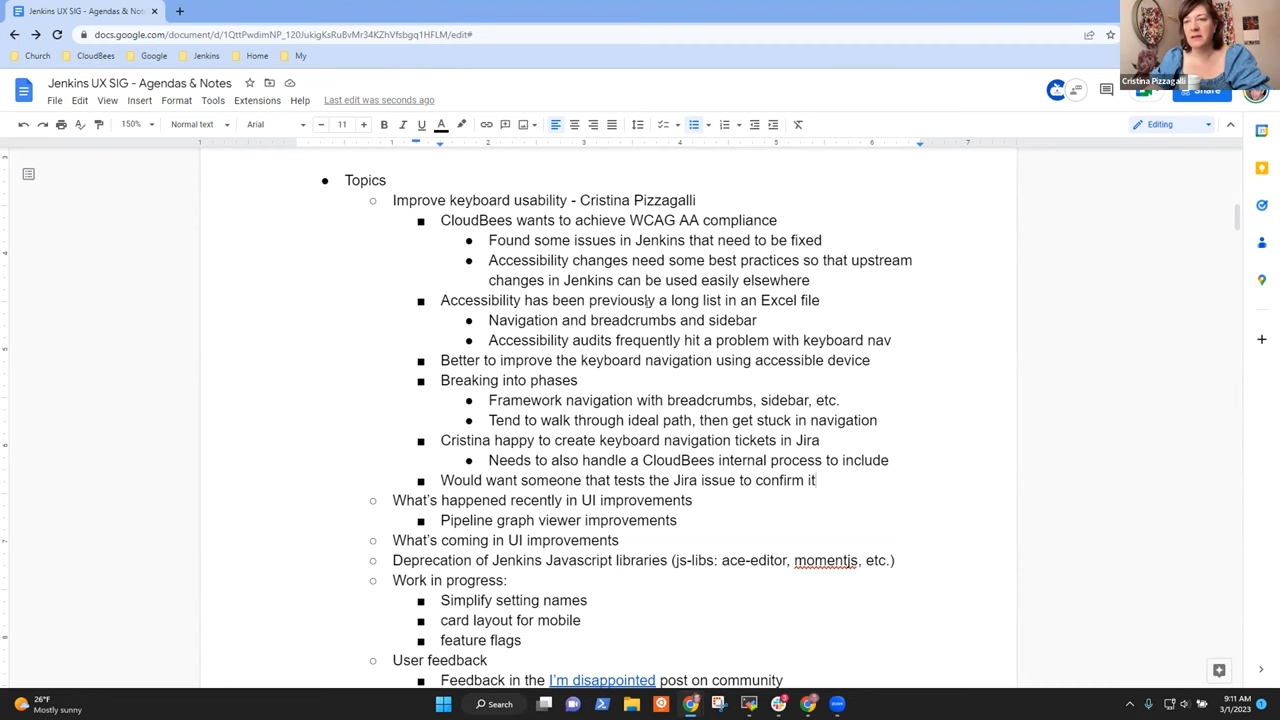 Jenkins UX SIG - Agendas & Not
docs.google.com/document/d/1QttPwdimNP_120JukigKsRuBvMr34KZhVfsbgq1HFLM/edit#
Church
CloudBees
Google
Jenkins
Home
My
Cristina Pizzagalli
Jenkins UX SIG - Agendas & Notes
File Edit View Insert Format Tools Extensions Help Last edit was seconds ago
Share
150% Normal text Arial 11 Editing
1 1 2 3 4 5 6 7
Topics
Improve keyboard usability - Cristina Pizzagalli
CloudBees wants to achieve WCAG AA compliance
Found some issues in Jenkins that need to be fixed
Accessibility changes need some best practices so that upstream
changes in Jenkins can be used easily elsewhere
Accessibility has been previously a long list in an Excel file
Navigation and breadcrumbs and sidebar
Accessibility audits frequently hit a problem with keyboard nav
Better to improve the keyboard navigation using accessible device
Breaking into phases
Framework navigation with breadcrumbs, sidebar, etc.
Tend to walk through ideal path, then get stuck in navigation
Cristina happy to create keyboard navigation tickets in Jira
Needs to also handle a CloudBees internal process to include
Would want someone that tests the Jira issue to confirm it
What's happened recently in UI improvements
Pipeline graph viewer improvements
What's coming in UI improvements
Deprecation of Jenkins Javascript libraries (js-libs: ace-editor, momentjs, etc.)
Work in progress:
Simplify setting names
card layout for mobile
feature flags
User feedback
Feedback in the I'm disappointed post on community
26°F
Mostly sunny
Search
9:11 AM
3/1/2023